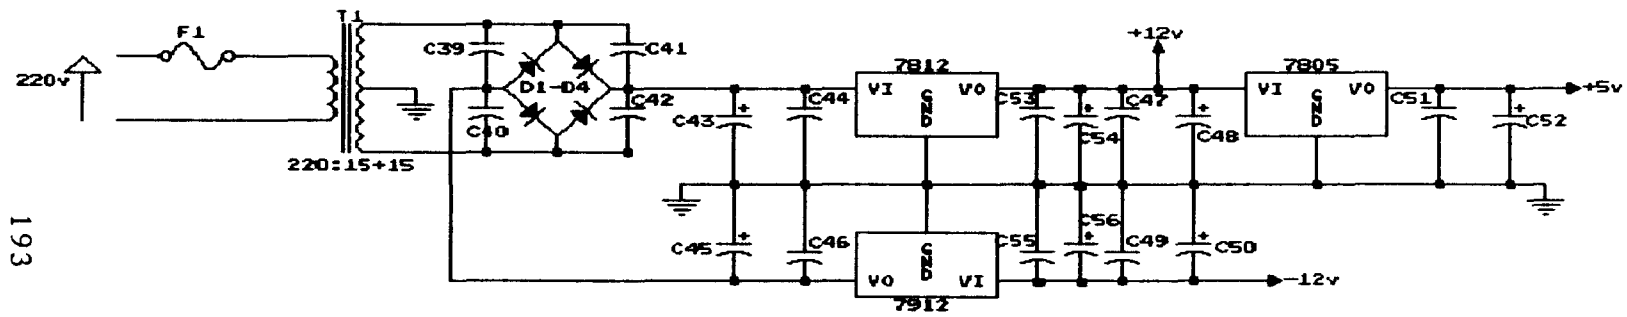 F1
T1
220v
220:15+15
C39
C41
D1-D4
C40
C42
C43
C44
7812
VI
VO
GND
C53
C54
C47
+12v
C48
7805
VI
VO
GND
C51
C52
+5v
C45
C46
7912
VO
VI
GND
C55
C56
C49
C50
-12v
193